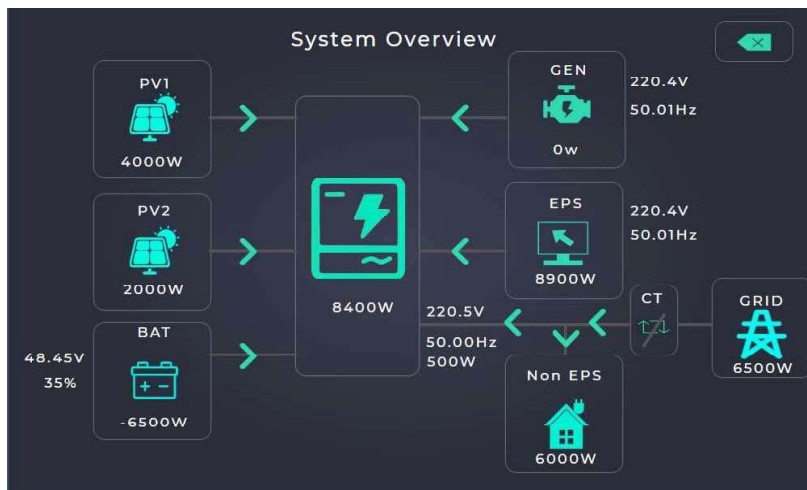 System Overview
PV1
4000W
PV2
2000W
BAT
48.45V
35%
-6500W
8400W
GEN
0w
220.4V
50.01Hz
EPS
8900W
220.4V
50.01Hz
220.5V
50.00Hz
500W
CT
GRID
6500W
Non EPS
6000W